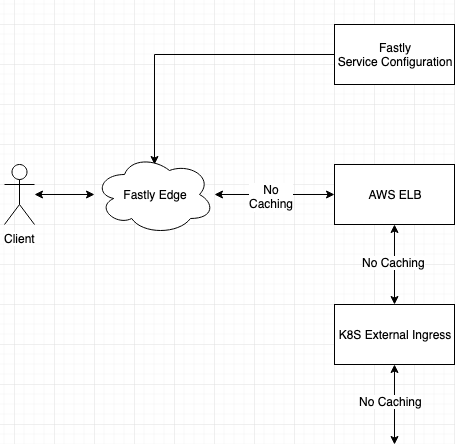 Fastly
Service Configuration
Fastly Edge
No
Caching
AWS ELB
Client
No Caching
K8S External Ingress
No Caching